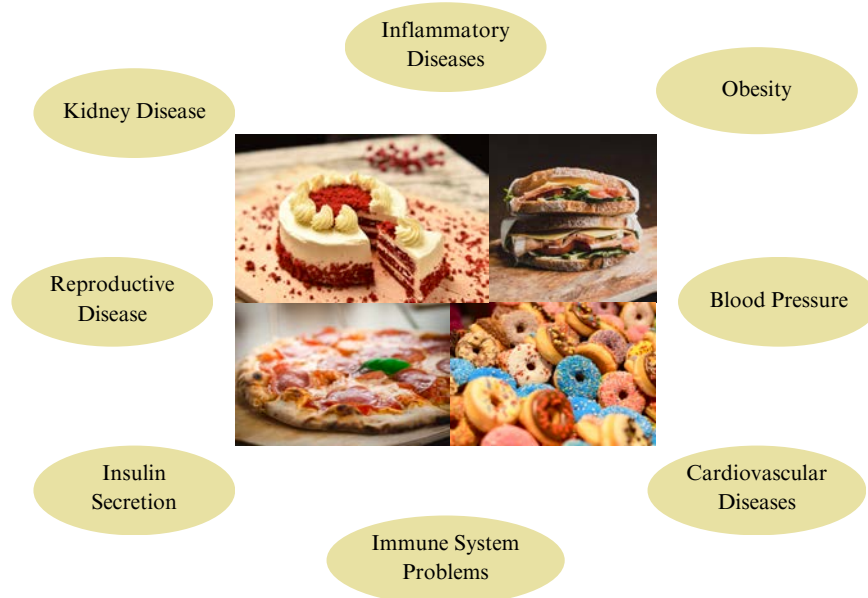 Inflammatory
Diseases
Obesity
Kidney Disease
Reproductive
Disease
Blood Pressure
Insulin
Secretion
Cardiovascular
Diseases
Immune System
Problems